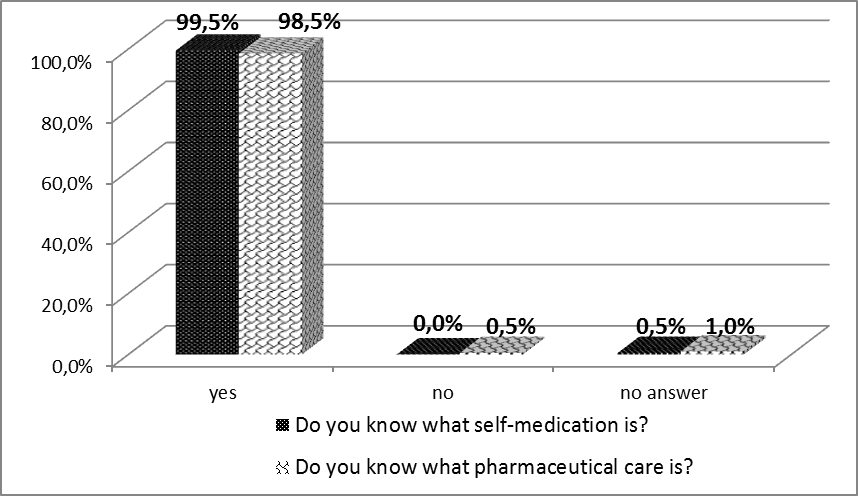 99,5% 98,5%
100,0%
80,0%
60,0%
40,0%
20,0%
0,0% 0,5% 0,5% 1,0%
0,0%
yes no no answer
Do you know what self-medication is?
Do you know what pharmaceutical care is?